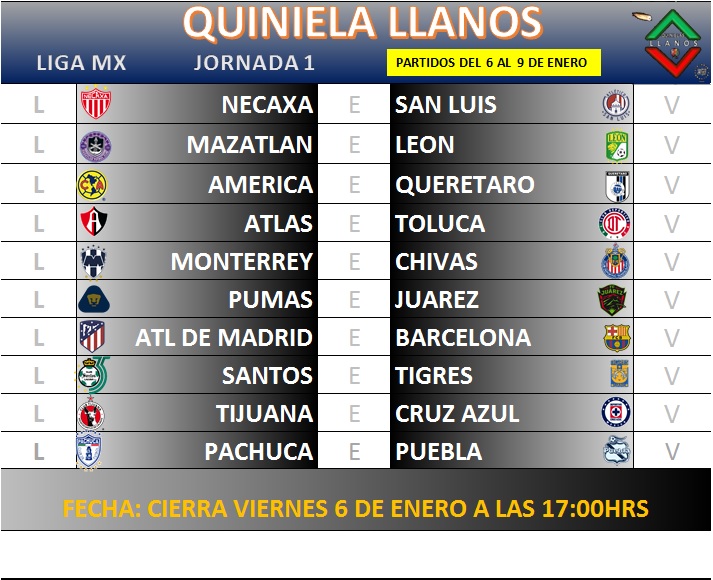 QUINIELA LLANOS
LLANOS
LIGA MX JORNADA 1 PARTIDOS DEL 6 AL 9 DE ENERO
L NECAXA E SAN LUIS V
L MAZATLAN E LEON V
L AMERICA E QUERETARO V
L ATLAS E TOLUCA V
L MONTERREY E CHIVAS V
L PUMAS E JUAREZ V
L ATL DE MADRID E BARCELONA V
L SANTOS E TIGRES V
L TIJUANA E CRUZ AZUL V
L PACHUCA E PUEBLA V
FECHA: CIERRA VIERNES 6 DE ENERO A LAS 17:00HRS